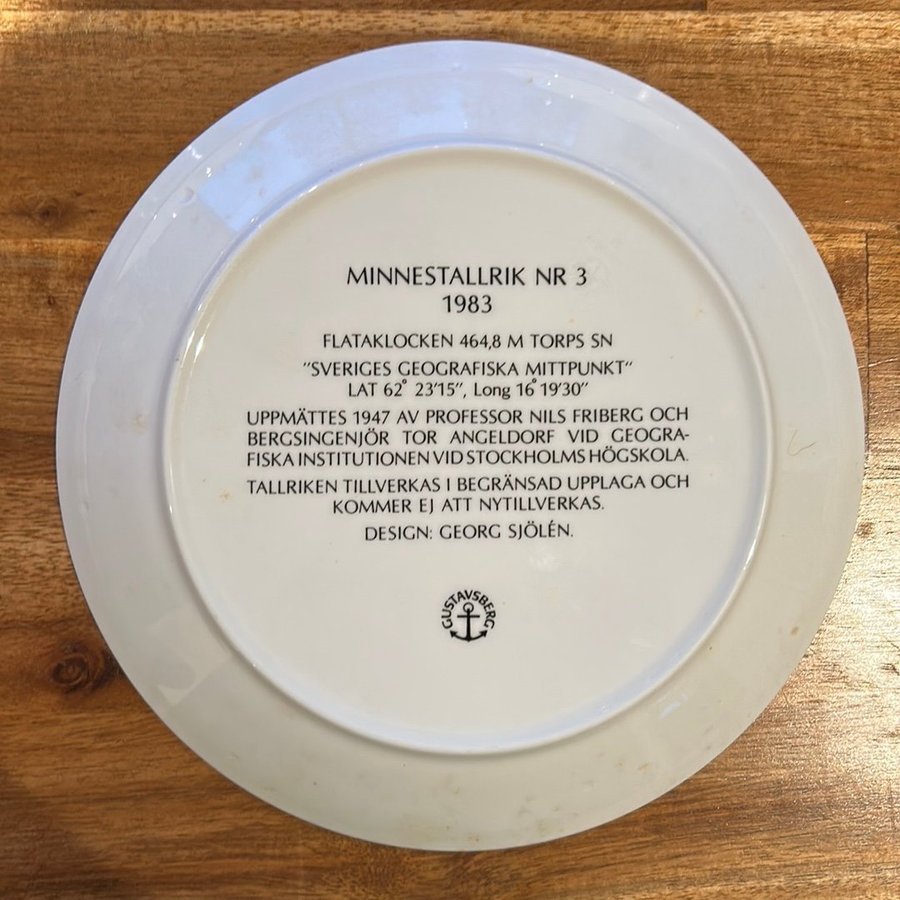 MINNESTALLRIK NR 3
1983
FLATAKLOCKEN 464,8 M TORPS SN
"SVERIGES GEOGRAFISKA MITTPUNKT"
LAT 62° 23'15", Long 16° 19'30"
UPPMÄTTES 1947 AV PROFESSOR NILS FRIBERG OCH
BERGSINGENJÖR TOR ANGELDORF VID GEOGRA-
FISKA INSTITUTIONEN VID STOCKHOLMS HÖGSKOLA.
TALLRIKEN TILLVERKAS I BEGRÄNSAD UPPLAGA OCH
KOMMER EJ ATT NYTILLVERKAS.
DESIGN: GEORG SJÖLÉN.
GUSTAVSBERG